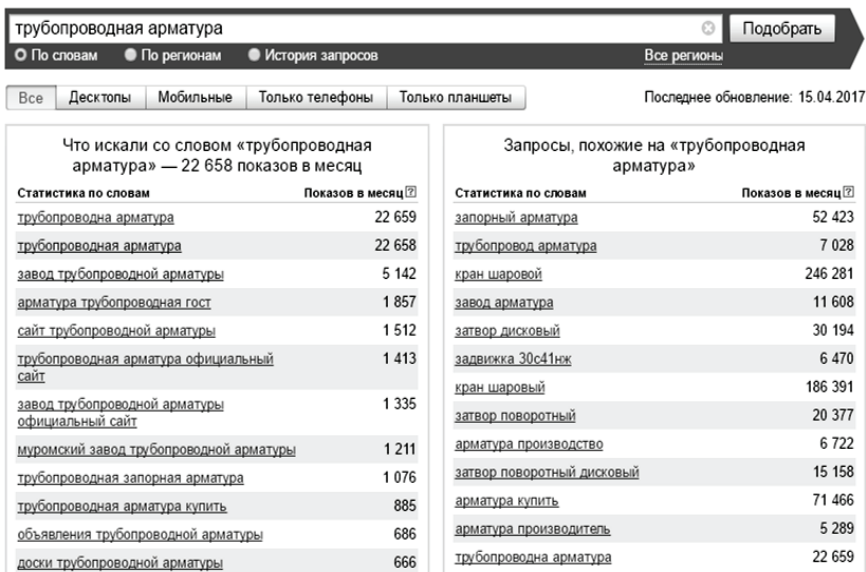 трубопроводная арматура
Подобрать
По словам По регионам История запросов Все регионы
Все Десктопы Мобильные Только телефоны Только планшеты Последнее обновление: 15.04.2017
Что искали со словом «трубопроводная
арматура» — 22 658 показов в месяц
Статистика по словам Показов в месяц ?
трубопроводна арматура 22 659
трубопроводная арматура 22 658
завод трубопроводной арматуры 5 142
арматура трубопроводная гост 1 857
сайт трубопроводной арматуры 1 512
трубопроводная арматура официальный 1 413
сайт
завод трубопроводной арматуры 1 335
официальный сайт
муромский завод трубопроводной арматуры 1 211
трубопроводная запорная арматура 1 076
трубопроводная арматура купить 885
объявления трубопроводной арматуры 686
доски трубопроводной арматуры 666
Запросы, похожие на «трубопроводная
арматура»
Статистика по словам Показов в месяц ?
запорный арматура 52 423
трубопровод арматура 7 028
кран шаровой 246 281
завод арматура 11 608
затвор дисковый 30 194
задвижка 30с41нж 6 470
кран шаровый 186 391
затвор поворотный 20 377
арматура производство 6 722
затвор поворотный дисковый 15 158
арматура купить 71 466
арматура производитель 5 289
трубопроводна арматура 22 659